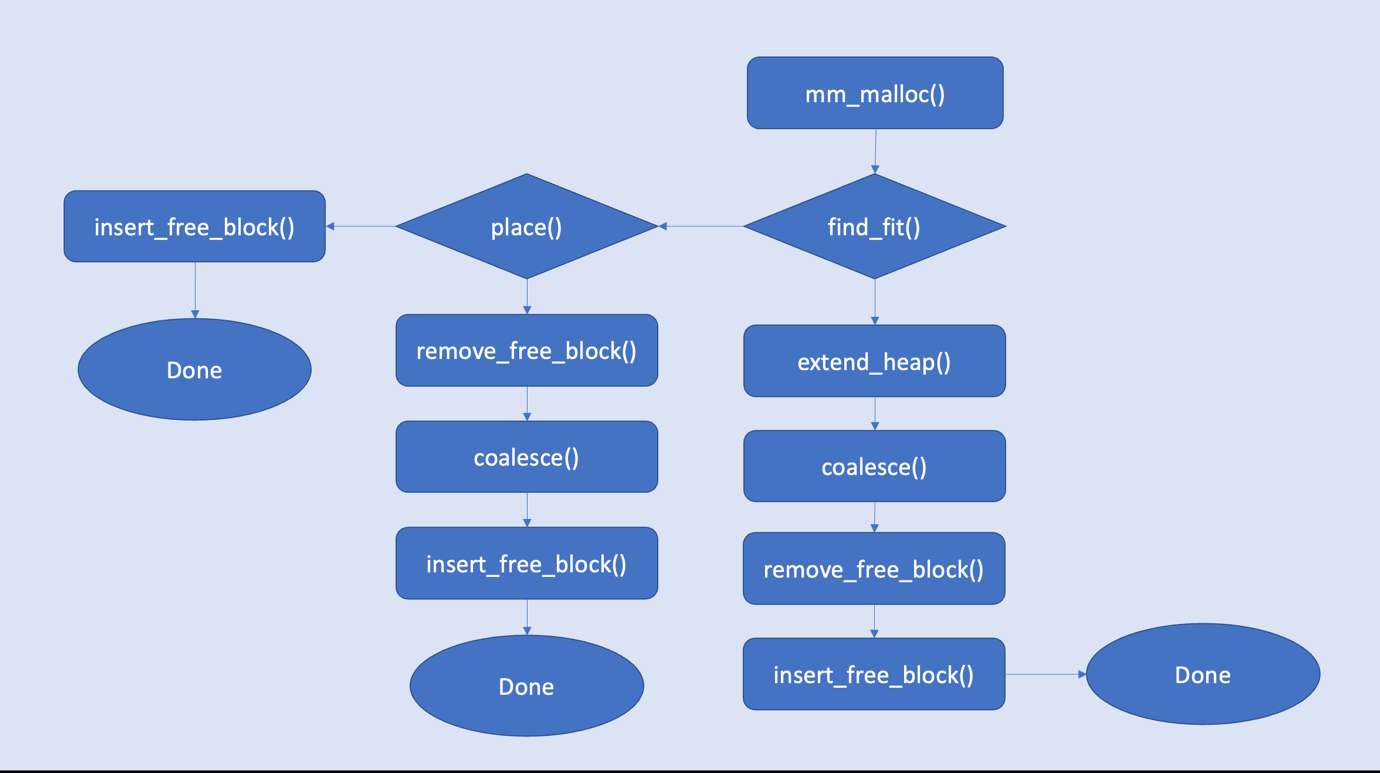 mm_malloc()
find_fit()
place()
insert_free_block()
Done
remove_free_block()
coalesce()
insert_free_block()
Done
extend_heap()
coalesce()
remove_free_block()
insert_free_block()
Done